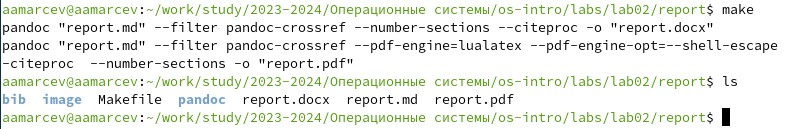 aamarcev@aamarcev:~/work/study/2023-2024/Операционные системы/os-intro/labs/lab02/report$ make
pandoc "report.md" --filter pandoc-crossref --number-sections --citeproc -o "report.docx"
pandoc "report.md" --filter pandoc-crossref --pdf-engine=lualatex --pdf-engine-opt=--shell-escape
-citeproc  --number-sections -o "report.pdf"
aamarcev@aamarcev:~/work/study/2023-2024/Операционные системы/os-intro/labs/lab02/report$ ls
bib  image  Makefile  pandoc  report.docx  report.md  report.pdf
aamarcev@aamarcev:~/work/study/2023-2024/Операционные системы/os-intro/labs/lab02/report$